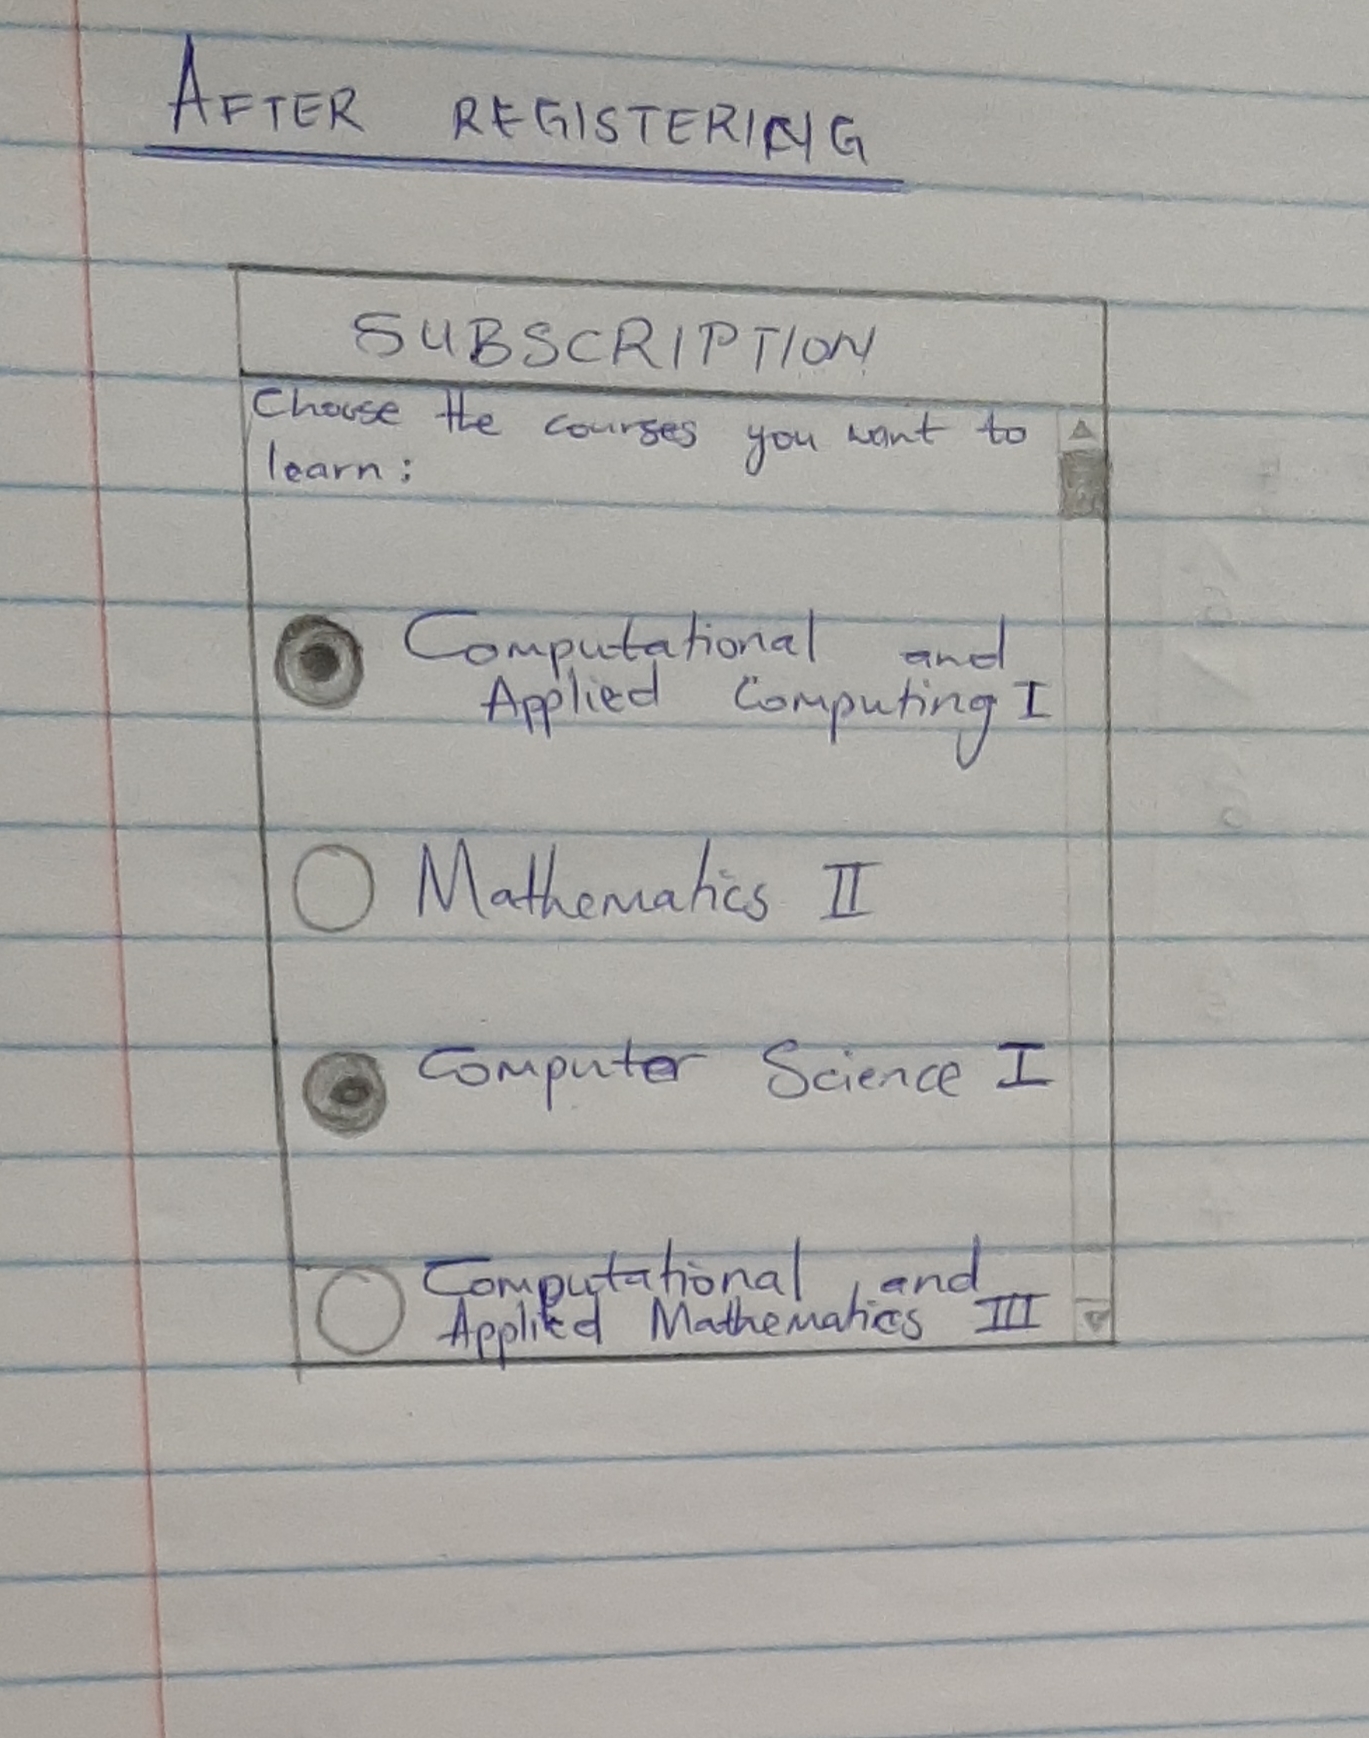 AFTER REGISTERING
SUBSCRIPTION
Choose the courses you want to
learn:
Computational and
Applied Computing I
Mathematics II
Computer Science I
Computational and
Applied Mathematics III